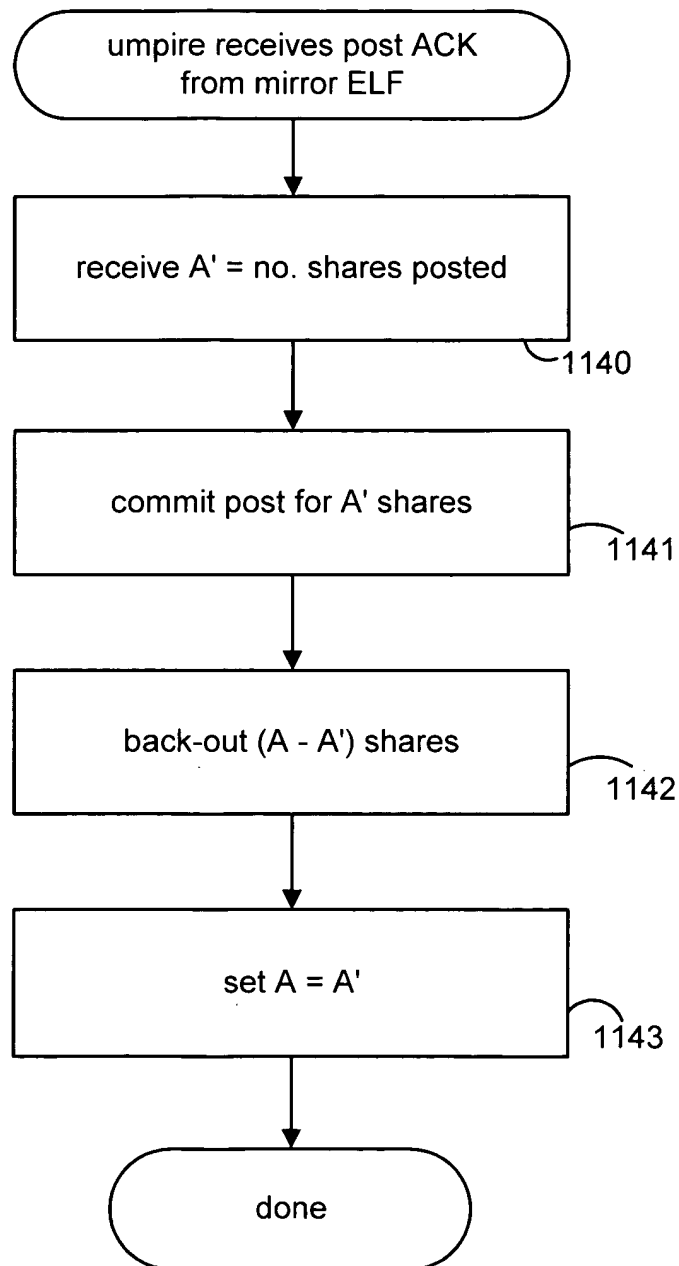 umpire receives post ACK
from mirror ELF
receive A' = no. shares posted
1140
commit post for A' shares
1141
back-out (A - A') shares
1142
set A = A'
1143
done